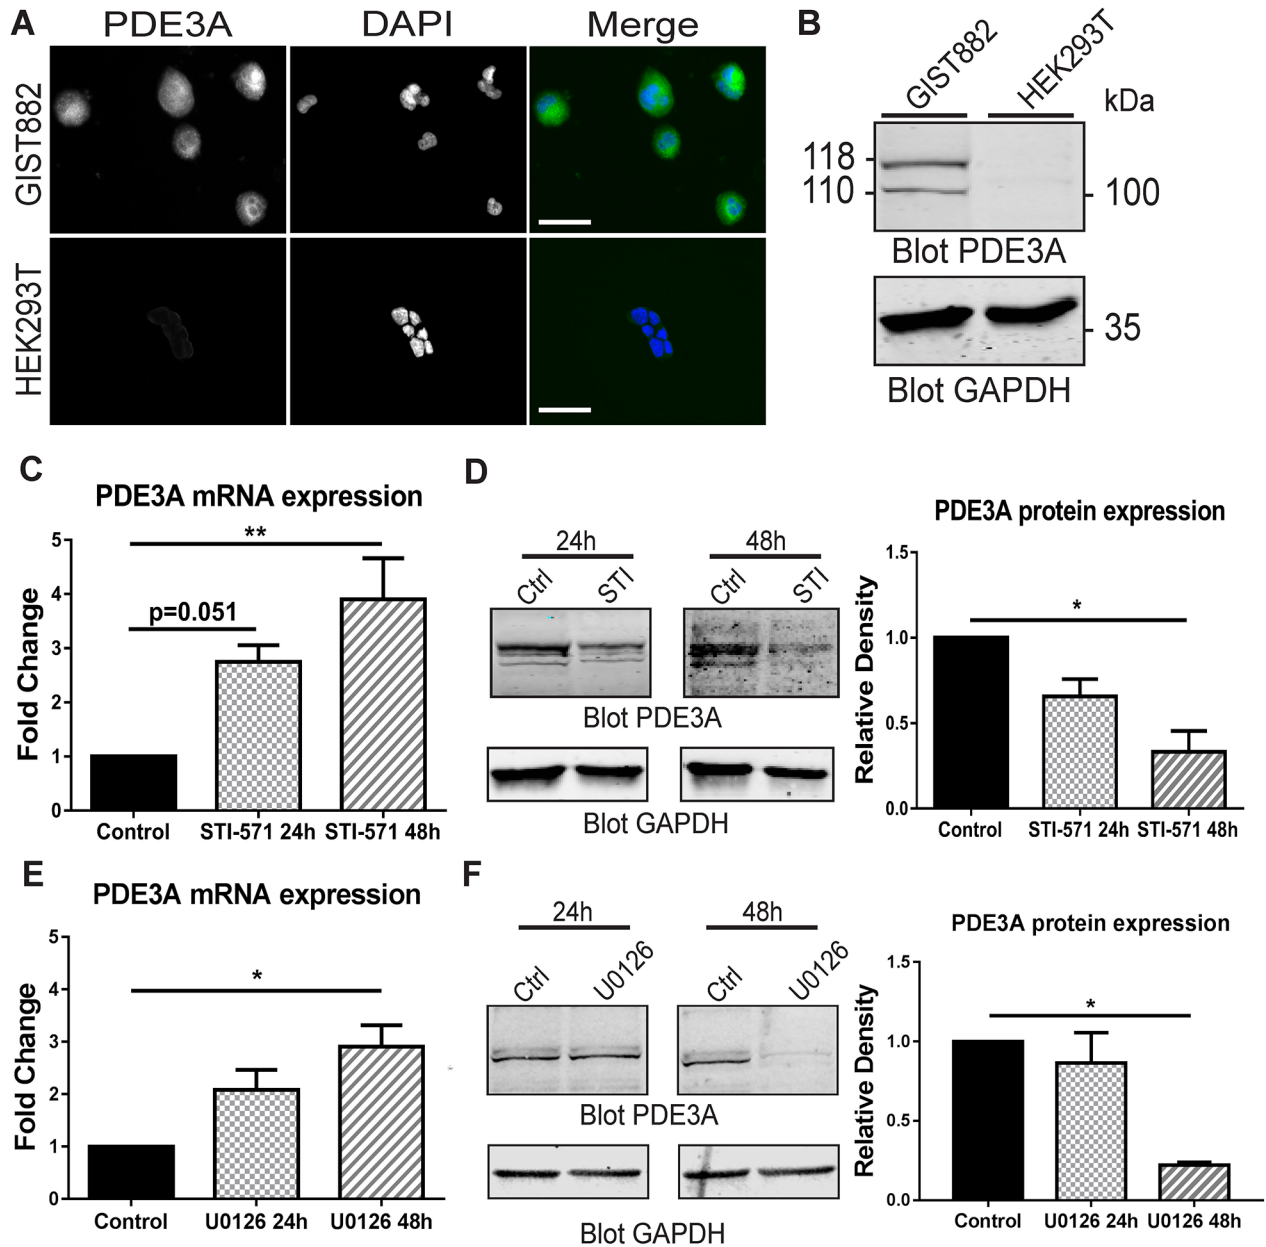 A
PDE3A
DAPI
Merge
GIST882
HEK293T
B
GIST882
HEK293T
kDa
118
110
100
Blot PDE3A
35
Blot GAPDH
C
PDE3A mRNA expression
Fold Change
5
4
3
2
1
0
**
p=0.051
Control
STI-571 24h
STI-571 48h
D
24h
48h
Ctrl
STI
Ctrl
STI
Blot PDE3A
Blot GAPDH
PDE3A protein expression
Relative Density
1.5
1.0
0.5
0.0
*
Control
STI-571 24h
STI-571 48h
E
PDE3A mRNA expression
Fold Change
5
4
3
2
1
0
*
Control
U0126 24h
U0126 48h
F
24h
48h
Ctrl
U0126
Ctrl
U0126
Blot PDE3A
Blot GAPDH
PDE3A protein expression
Relative Density
1.5
1.0
0.5
0.0
*
Control
U0126 24h
U0126 48h